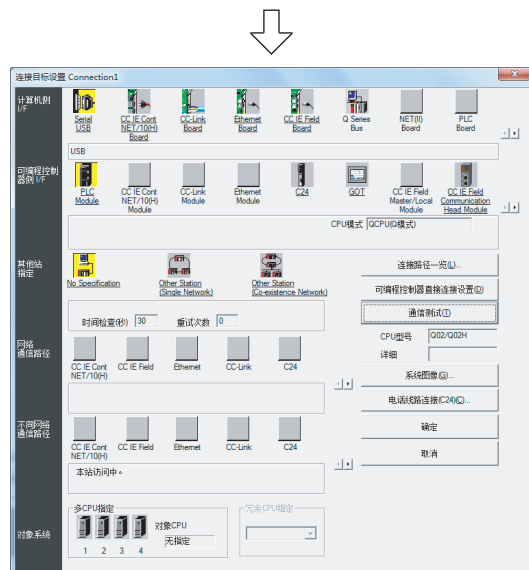 连接目标设置 Connection1
计算机侧
I/F
Serial
USB
CC IE Cont
NET/10(H)
Board
CC-Link
Board
Ethernet
Board
CC IE Field
Board
Q Series
Bus
NET(II)
Board
PLC
Board
USB
可编程控制
器侧 I/F
PLC
Module
CC IE Cont
NET/10(H)
Module
CC-Link
Module
Ethernet
Module
C24
GOT
CC IE Field
Master/Local
Module
CC IE Field
Communication
Head Module
CPU模式 QCPU(Q模式)
其他站
指定
No Specification
Other Station
(Single Network)
Other Station
(Co-existence Network)
连接路径一览(L)...
可编程控制器直接连接设置(D)
时间检查(秒) 30 重试次数 0
通信测试(T)
CPU型号 Q02/Q02H
详细
网络
通信路径
CC IE Cont
NET/10(H)
CC IE Field
Ethernet
CC-Link
C24
系统图像(G)...
电话线路连接(C24)(C)...
不同网络
通信路径
CC IE Cont
NET/10(H)
CC IE Field
Ethernet
CC-Link
C24
确定
取消
本站访问中。
对象系统
多CPU指定
1 2 3 4
对象CPU
无指定
冗余CPU指定